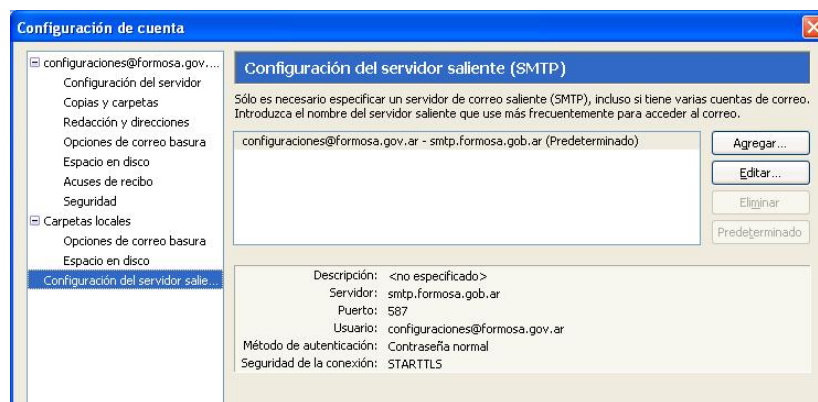 Configuración de cuenta
configuraciones@formosa.gov....
Configuración del servidor
Copias y carpetas
Redacción y direcciones
Opciones de correo basura
Espacio en disco
Acuses de recibo
Seguridad
Carpetas locales
Opciones de correo basura
Espacio en disco
Configuración del servidor salie...
Configuración del servidor saliente (SMTP)
Sólo es necesario especificar un servidor de correo saliente (SMTP), incluso si tiene varias cuentas de correo.
Introduzca el nombre del servidor saliente que use más frecuentemente para acceder al correo.
configuraciones@formosa.gov.ar - smtp.formosa.gob.ar (Predeterminado)
Agregar...
Editar...
Eliminar
Predeterminado
Descripción: <no especificado>
Servidor: smtp.formosa.gob.ar
Puerto: 587
Usuario: configuraciones@formosa.gov.ar
Método de autenticación: Contraseña normal
Seguridad de la conexión: STARTTLS